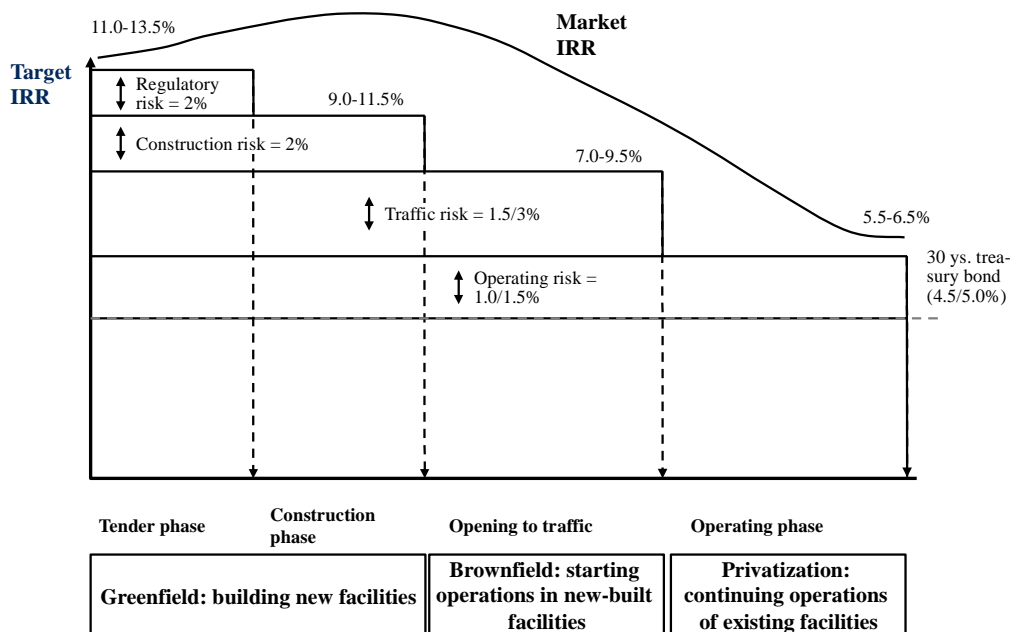 11.0-13.5%
Market
IRR
Target
IRR
Regulatory
risk = 2%
9.0-11.5%
Construction risk = 2%
7.0-9.5%
Traffic risk = 1.5/3%
5.5-6.5%
30 ys. trea-
sury bond
(4.5/5.0%)
Operating risk =
1.0/1.5%
Tender phase
Construction
phase
Opening to traffic
Operating phase
Greenfield: building new facilities
Brownfield: starting
operations in new-built
facilities
Privatization:
continuing operations
of existing facilities